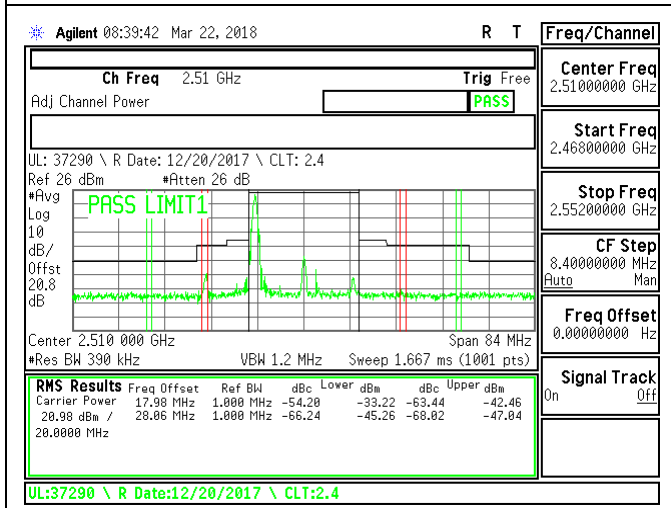 Agilent 08:39:42 Mar 22, 2018 R T
Ch Freq 2.51 GHz Trig Free
Adj Channel Power PASS
UL: 37290 \ R Date: 12/20/2017 \ CLT: 2.4
Ref 26 dBm #Atten 26 dB
#Avg
Log
10
dB/
Offst
20.8
dB
PASS LIMIT1
Center 2.510 000 GHz Span 84 MHz
#Res BW 390 kHz VBW 1.2 MHz Sweep 1.667 ms (1001 pts)
RMS Results Freq Offset Ref BW dBc Lower dBm dBc Upper dBm
Carrier Power 17.98 MHz 1.000 MHz -54.20 -33.22 -63.44 -42.46
20.98 dBm / 28.06 MHz 1.000 MHz -66.24 -45.26 -68.02 -47.04
20.0000 MHz
UL:37290 \ R Date:12/20/2017 \ CLT:2.4
Freq/Channel
Center Freq
2.51000000 GHz
Start Freq
2.46800000 GHz
Stop Freq
2.55200000 GHz
CF Step
8.40000000 MHz
Auto Man
Freq Offset
0.00000000 Hz
Signal Track
On Off